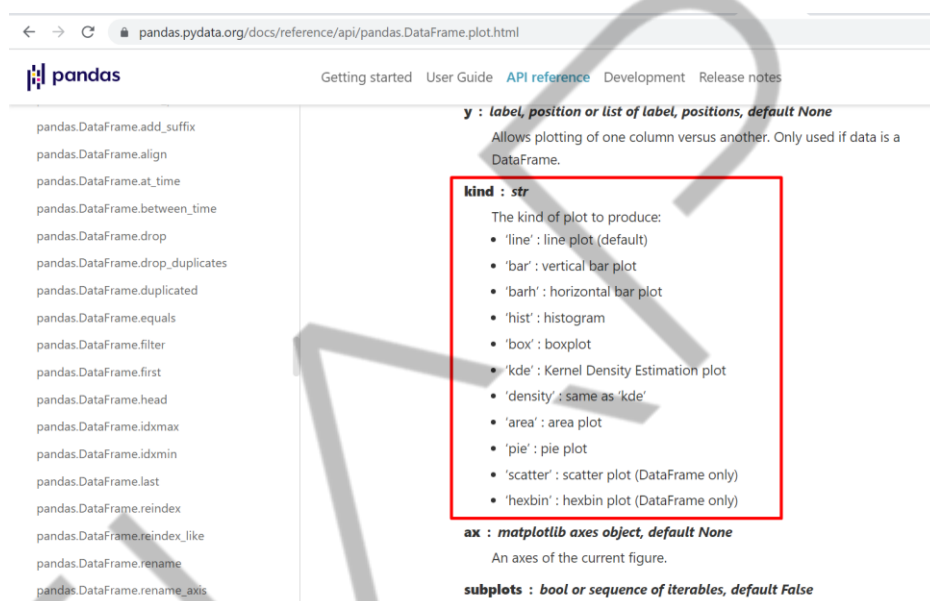 pandas.pydata.org/docs/reference/api/pandas.DataFrame.plot.html
pandas
Getting started User Guide API reference Development Release notes
pandas.DataFrame.add_suffix
pandas.DataFrame.align
pandas.DataFrame.at_time
pandas.DataFrame.between_time
pandas.DataFrame.drop
pandas.DataFrame.drop_duplicates
pandas.DataFrame.duplicated
pandas.DataFrame.equals
pandas.DataFrame.filter
pandas.DataFrame.first
pandas.DataFrame.head
pandas.DataFrame.idxmax
pandas.DataFrame.idxmin
pandas.DataFrame.last
pandas.DataFrame.reindex
pandas.DataFrame.reindex_like
pandas.DataFrame.rename
pandas.DataFrame.rename_axis
y : label, position or list of label, positions, default None
Allows plotting of one column versus another. Only used if data is a
DataFrame.
kind : str
The kind of plot to produce:
• ‘line’ : line plot (default)
• ‘bar’ : vertical bar plot
• ‘barh’ : horizontal bar plot
• ‘hist’ : histogram
• ‘box’ : boxplot
• ‘kde’ : Kernel Density Estimation plot
• ‘density’ : same as ‘kde’
• ‘area’ : area plot
• ‘pie’ : pie plot
• ‘scatter’ : scatter plot (DataFrame only)
• ‘hexbin’ : hexbin plot (DataFrame only)
ax : matplotlib axes object, default None
An axes of the current figure.
subplots : bool or sequence of iterables, default False